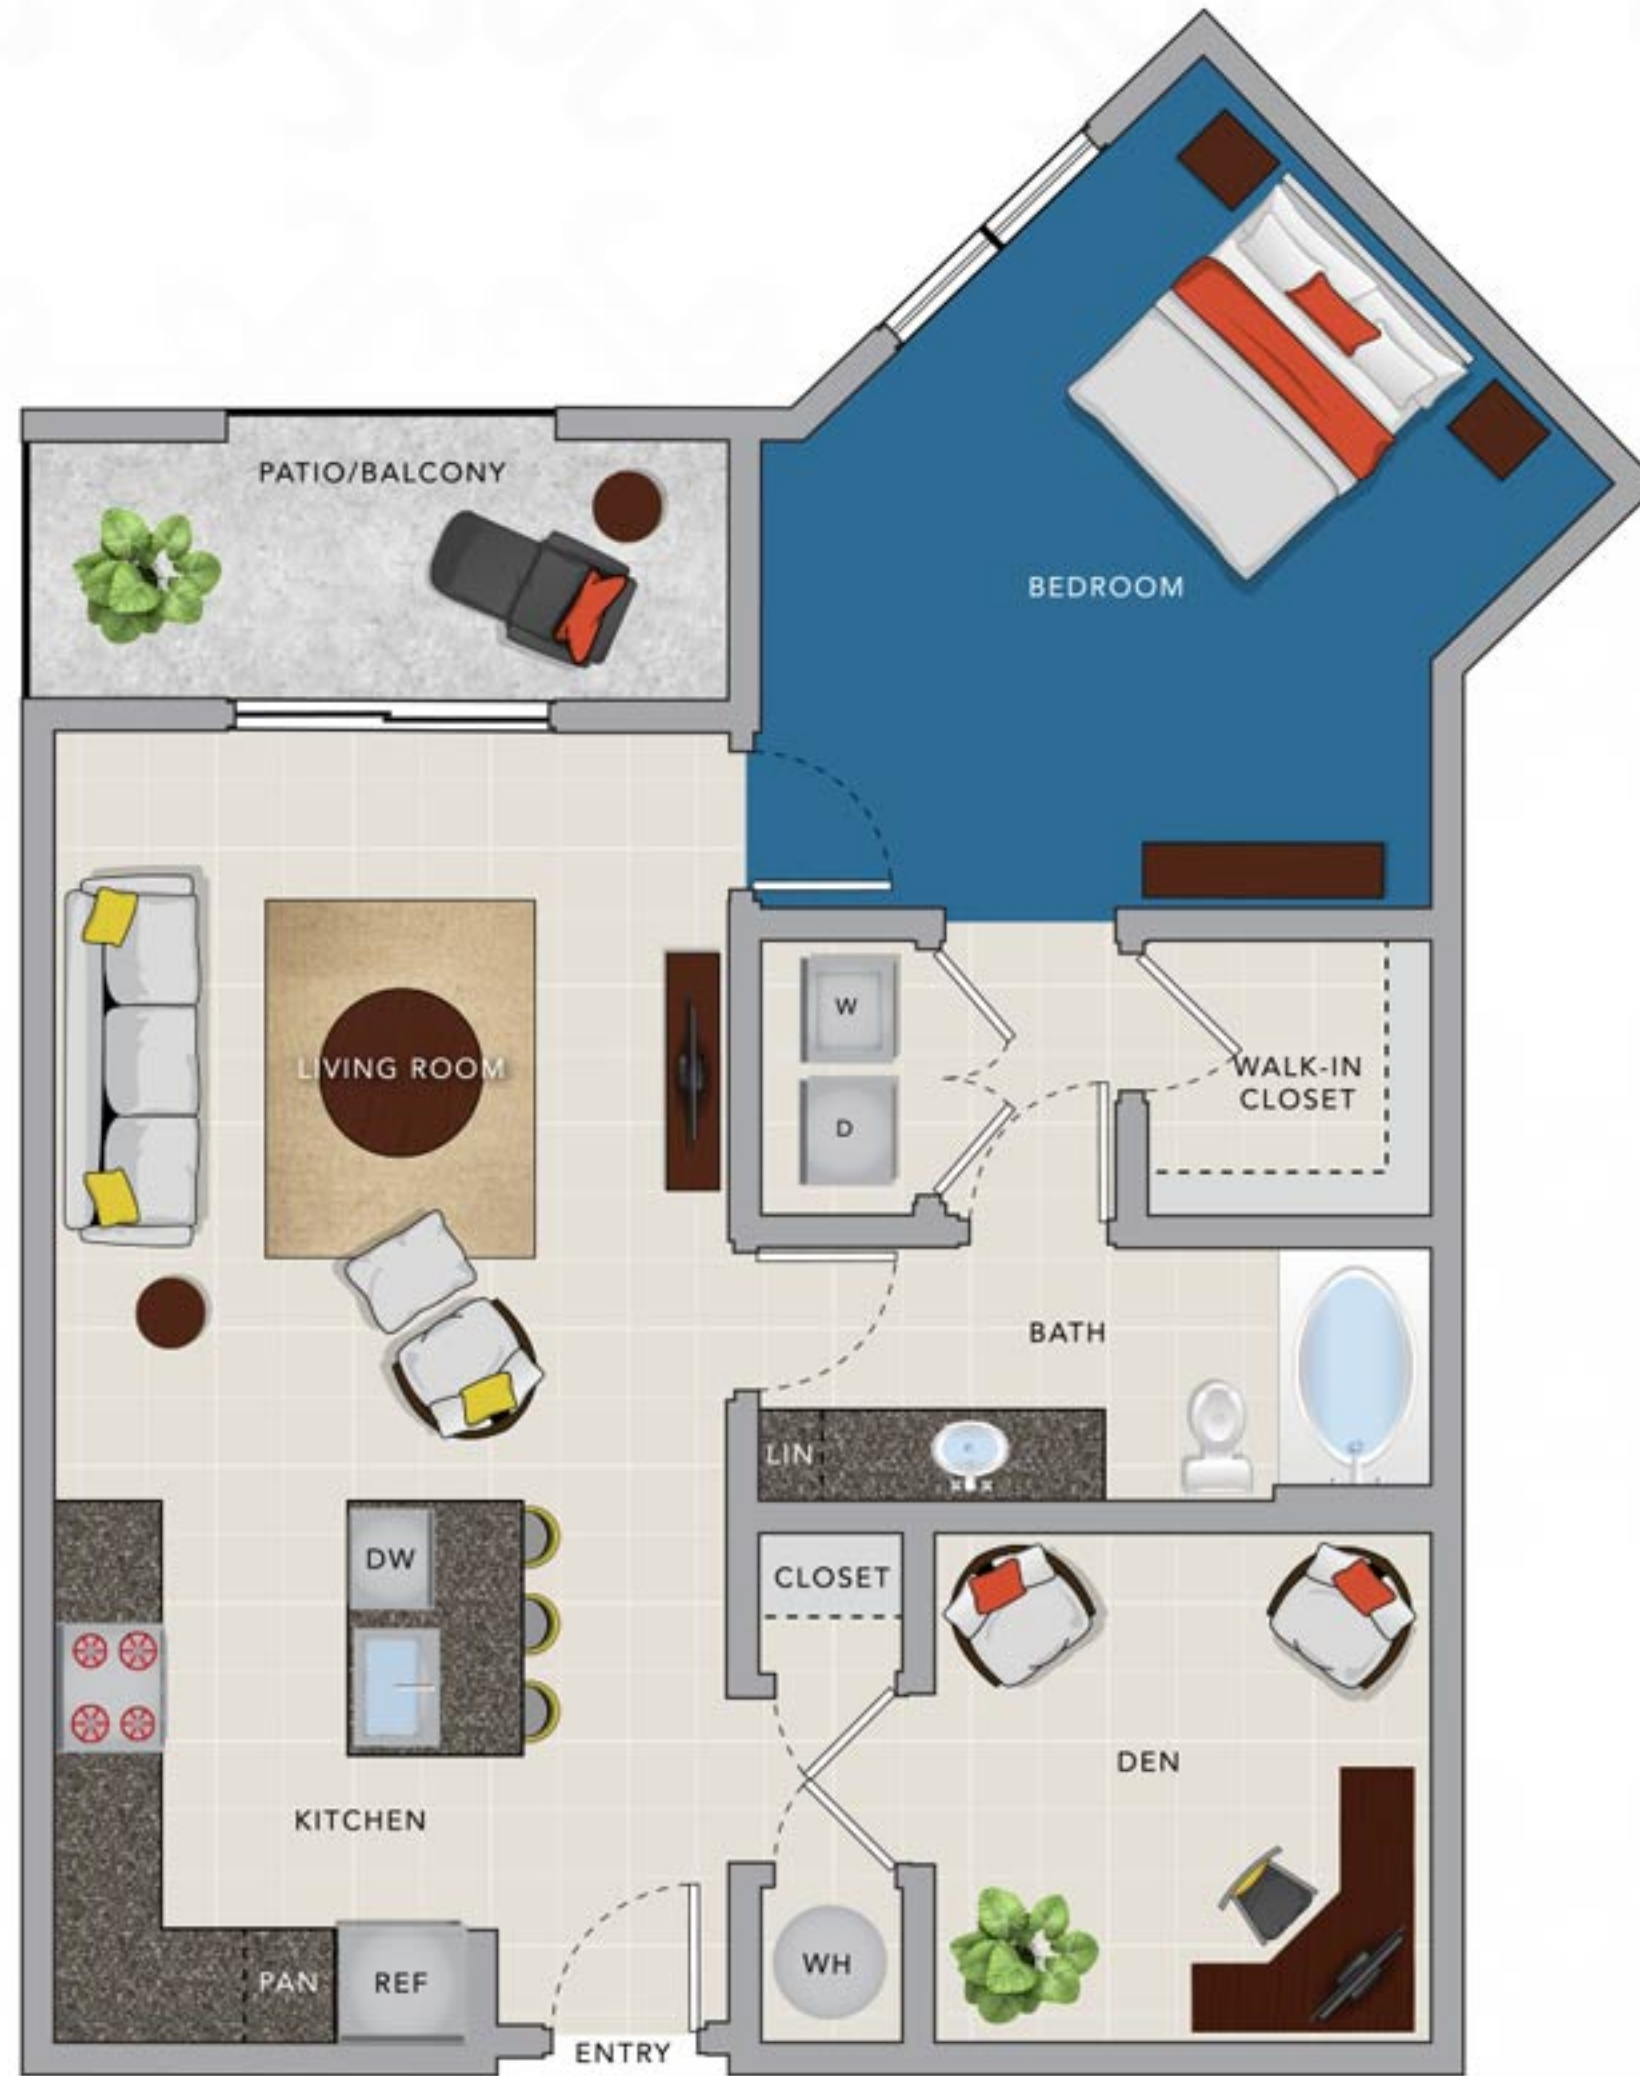 PATIO/BALCONY
BEDROOM
W
LIVING ROOM
WALK-IN
CLOSET
D
BATH
LIN
DW
CLOSET
DEN
KITCHEN
WH
PAN
REF
ENTRY